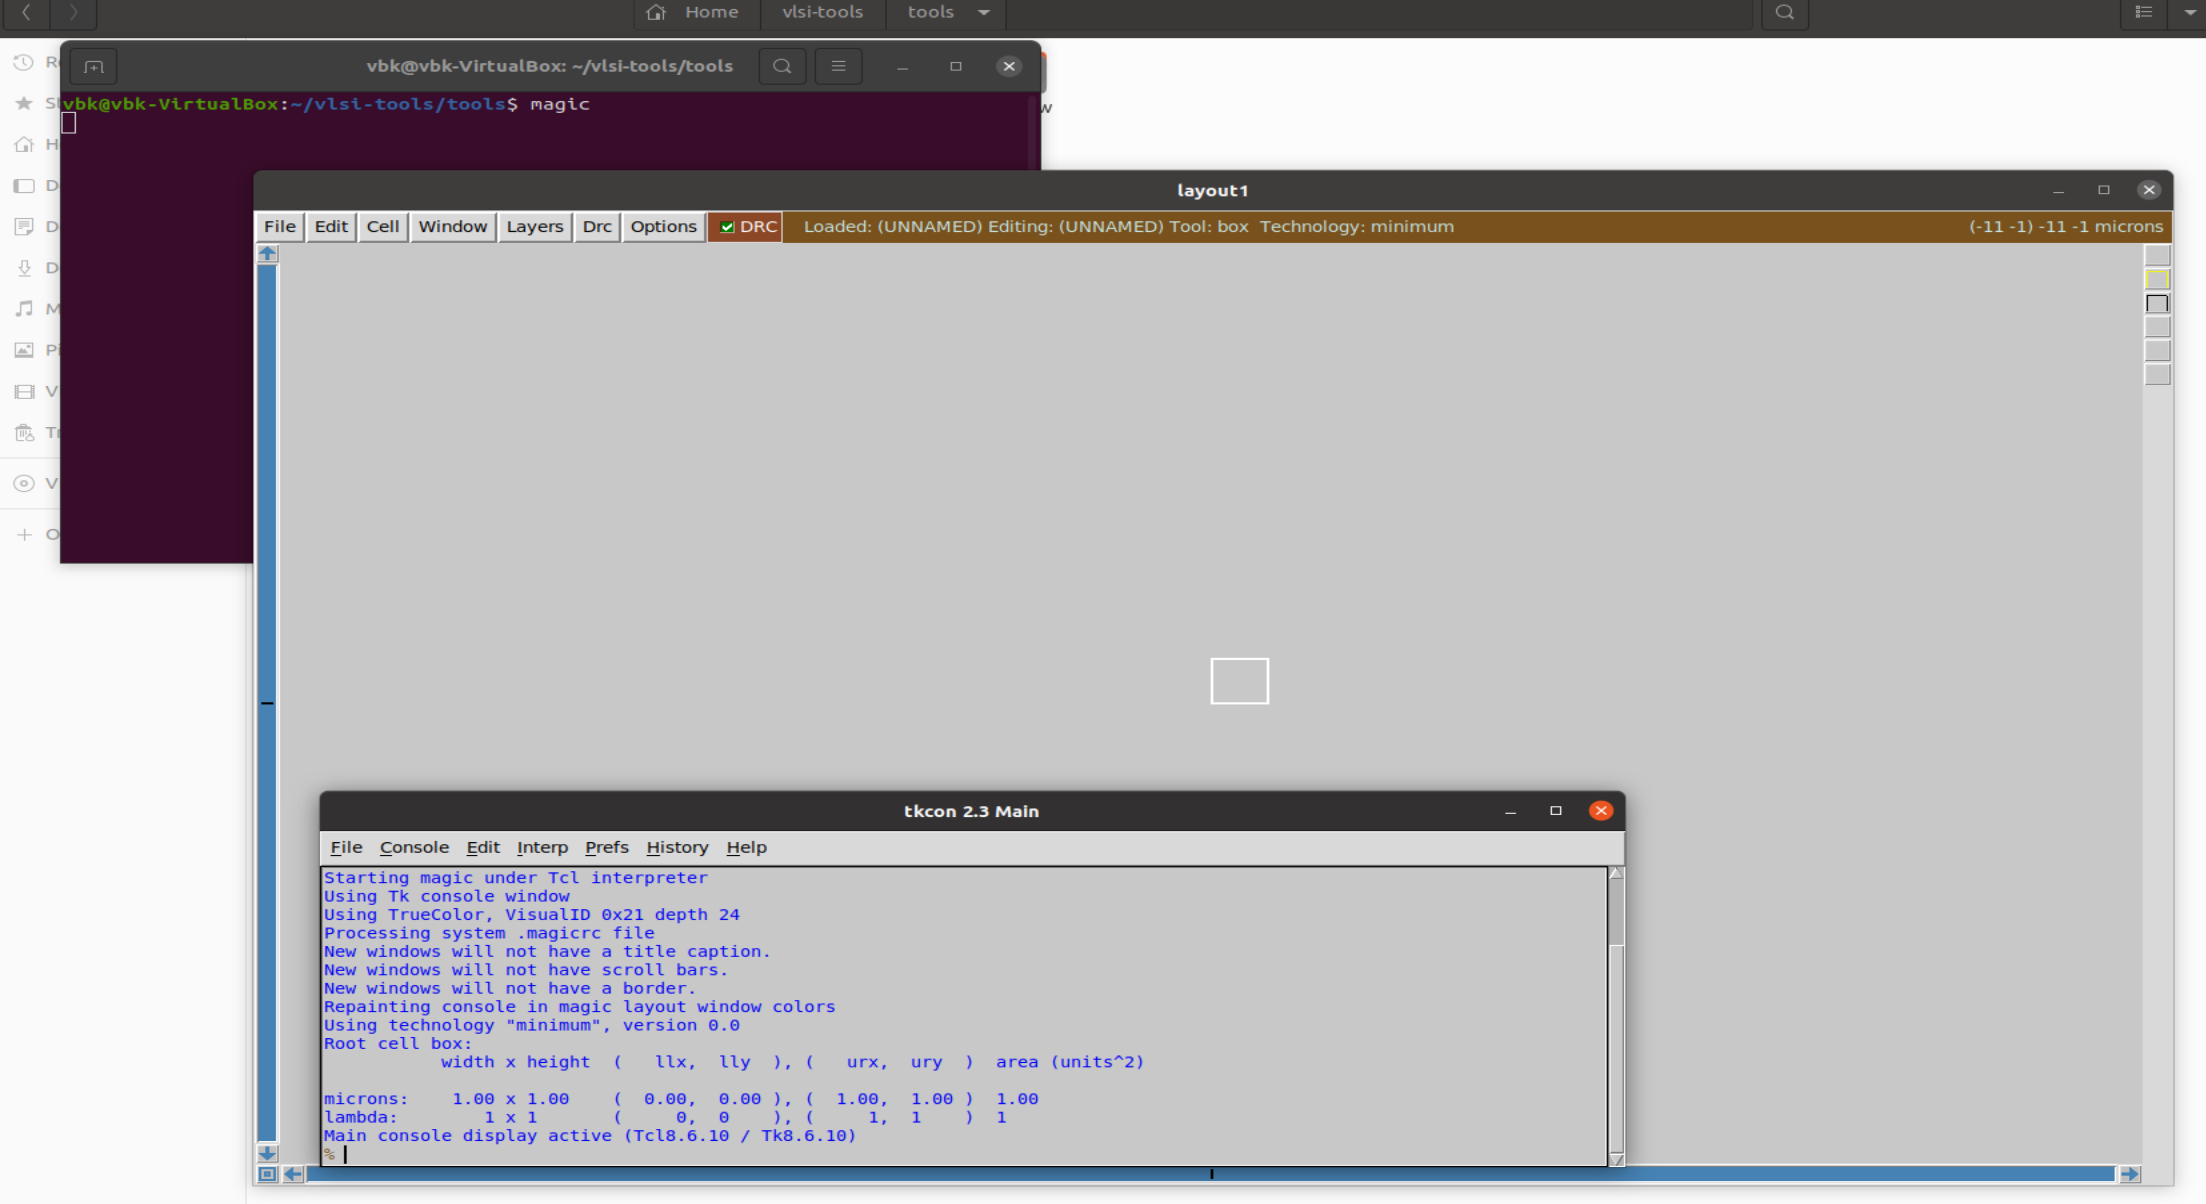 Home vlsi-tools tools
vbk@vbk-VirtualBox: ~/vlsi-tools/tools
vbk@vbk-VirtualBox:~/vlsi-tools/tools$ magic
layout1
File Edit Cell Window Layers Drc Options DRC Loaded: (UNNAMED) Editing: (UNNAMED) Tool: box Technology: minimum (-11 -1) -11 -1 microns
tkcon 2.3 Main
File Console Edit Interp Prefs History Help
Starting magic under Tcl interpreter
Using Tk console window
Using TrueColor, VisualID 0x21 depth 24
Processing system .magicrc file
New windows will not have a title caption.
New windows will not have scroll bars.
New windows will not have a border.
Repainting console in magic layout window colors
Using technology "minimum", version 0.0
Root cell box:
width x height ( llx, lly ), ( urx, ury ) area (units^2)
microns: 1.00 x 1.00 ( 0.00, 0.00 ), ( 1.00, 1.00 ) 1.00
lambda: 1 x 1 ( 0, 0 ), ( 1, 1 ) 1
Main console display active (Tcl8.6.10 / Tk8.6.10)
%